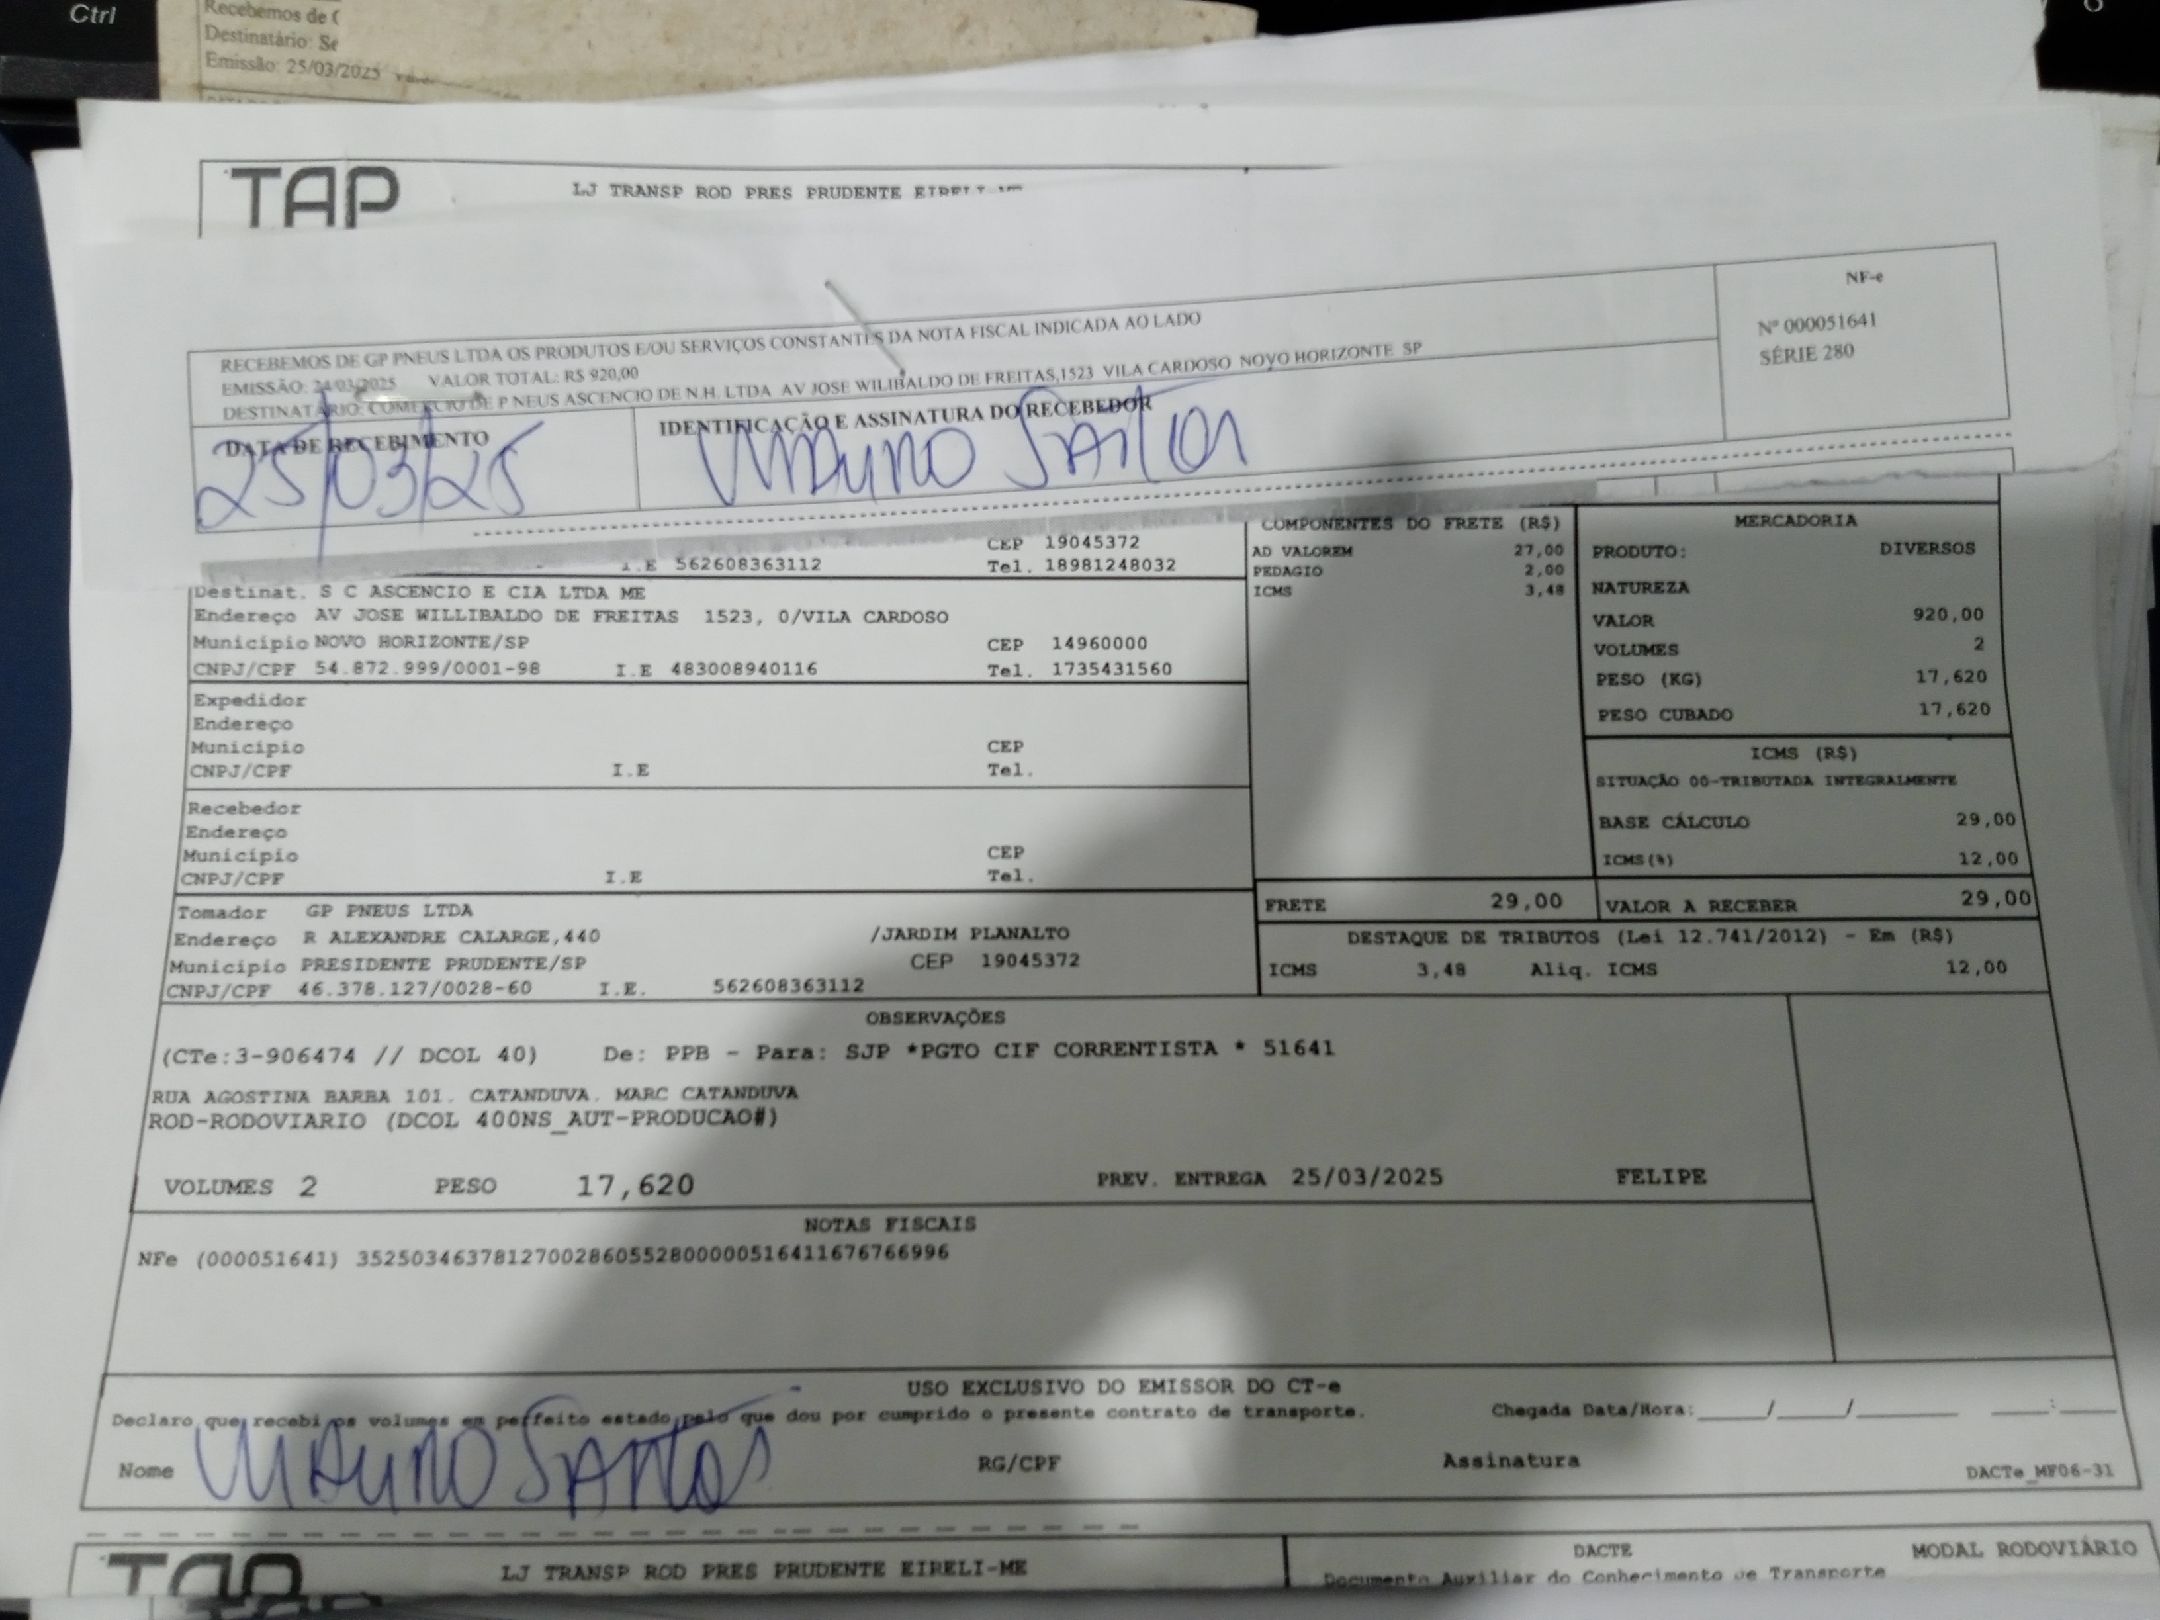 Ctrl
Recebemos de
Destinatário: Se
Emissão: 25/03/2025
TAP
LJ TRANSP ROD PRES PRUDENTE
NF-e
Nº 000051641
SÉRIE 280
RECEBEMOS DE GP PNEUS LTDA OS PRODUTOS E/OU SERVIÇOS CONSTANTES DA NOTA FISCAL INDICADA AO LADO
EMISSÃO: 24/03/2025 VALOR TOTAL: R$ 920,00
DESTINATÁRIO: COMERCIO DE PNEUS ASCENCIO DE N.H. LTDA AV JOSE WILIBALDO DE FREITAS,1523 VILA CARDOSO NOVO HORIZONTE SP
DATA DE RECEBIMENTO IDENTIFICAÇÃO E ASSINATURA DO RECEBEDOR
25/03/25 Santos
CEP 19045372
I.E 562608363112 Tel. 18981248032
Destinat. S C ASCENCIO E CIA LTDA ME
Endereço AV JOSE WILLIBALDO DE FREITAS 1523, 0/VILA CARDOSO
Município NOVO HORIZONTE/SP CEP 14960000
CNPJ/CPF 54.872.999/0001-98 I.E 483008940116 Tel. 1735431560
Expedidor
Endereço
Município CEP
CNPJ/CPF I.E Tel.
Recebedor
Endereço
Município CEP
CNPJ/CPF I.E Tel.
Tomador GP PNEUS LTDA
Endereço R ALEXANDRE CALARGE,440 /JARDIM PLANALTO
Município PRESIDENTE PRUDENTE/SP CEP 19045372
CNPJ/CPF 46.378.127/0028-60 I.E. 562608363112
COMPONENTES DO FRETE (R$)
AD VALOREM 27,00
PEDAGIO 2,00
ICMS 3,48
MERCADORIA
PRODUTO: DIVERSOS
NATUREZA
VALOR 920,00
VOLUMES 2
PESO (KG) 17,620
PESO CUBADO 17,620
ICMS (R$)
SITUAÇÃO 00-TRIBUTADA INTEGRALMENTE
BASE CÁLCULO 29,00
ICMS(%) 12,00
FRETE 29,00 VALOR A RECEBER 29,00
DESTAQUE DE TRIBUTOS (Lei 12.741/2012) - Em (R$)
ICMS 3,48 Aliq. ICMS 12,00
OBSERVAÇÕES
(CTe:3-906474 // DCOL 40) De: PPB - Para: SJP *PGTO CIF CORRENTISTA * 51641
RUA AGOSTINA BARBA 101. CATANDUVA. MARC CATANDUVA
ROD-RODOVIARIO (DCOL 400NS_AUT-PRODUCAO#)
VOLUMES 2 PESO 17,620 PREV. ENTREGA 25/03/2025 FELIPE
NOTAS FISCAIS
NFe (000051641) 35250346378127002860552800000516411676766996
USO EXCLUSIVO DO EMISSOR DO CT-e
Declaro que recebi os volumes em perfeito estado pelo que dou por cumprido o presente contrato de transporte. Chegada Data/Hora:_____/_____/_______ ____:____
Nome Santos RG/CPF Assinatura
DACTe_MF06-31
TAP
LJ TRANSP ROD PRES PRUDENTE EIRELI-ME
DACTE MODAL RODOVIÁRIO
Documento Auxiliar do Conhecimento de Transporte